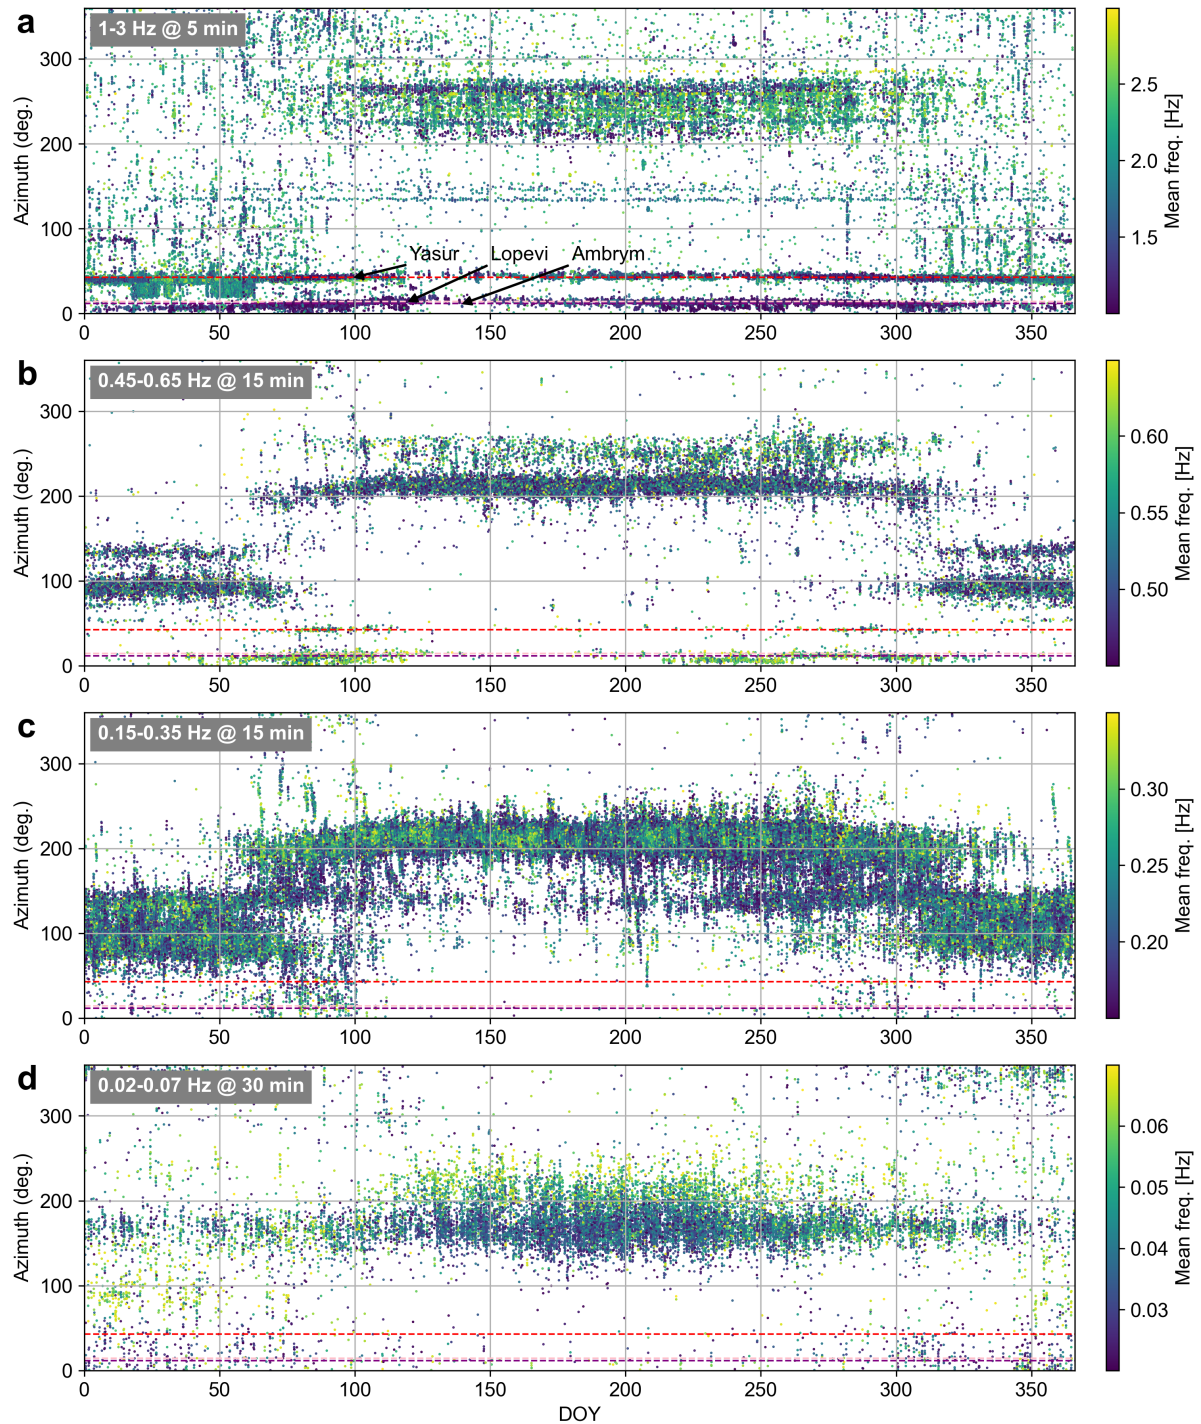 a
1-3 Hz @ 5 min
Azimuth (deg.)
300
200
100
0
Yasur
Lopevi
Ambrym
0 50 100 150 200 250 300 350
2.5
2.0
1.5
Mean freq. [Hz]
b
0.45-0.65 Hz @ 15 min
Azimuth (deg.)
300
200
100
0
0 50 100 150 200 250 300 350
0.60
0.55
0.50
Mean freq. [Hz]
c
0.15-0.35 Hz @ 15 min
Azimuth (deg.)
300
200
100
0
0 50 100 150 200 250 300 350
0.30
0.25
0.20
Mean freq. [Hz]
d
0.02-0.07 Hz @ 30 min
Azimuth (deg.)
300
200
100
0
0 50 100 150 200 250 300 350
DOY
0.06
0.05
0.04
0.03
Mean freq. [Hz]